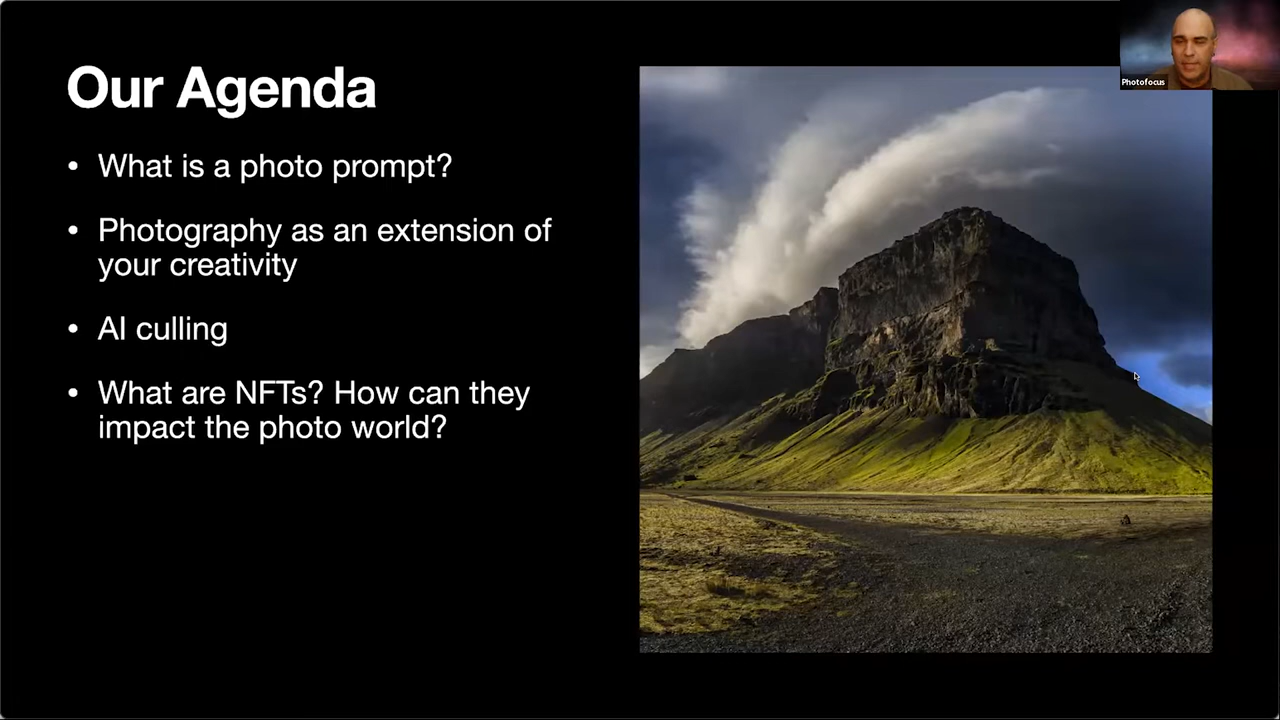 Our Agenda
• What is a photo prompt?
• Photography as an extension of
your creativity
• AI culling
• What are NFTs? How can they
impact the photo world?
Photofocus